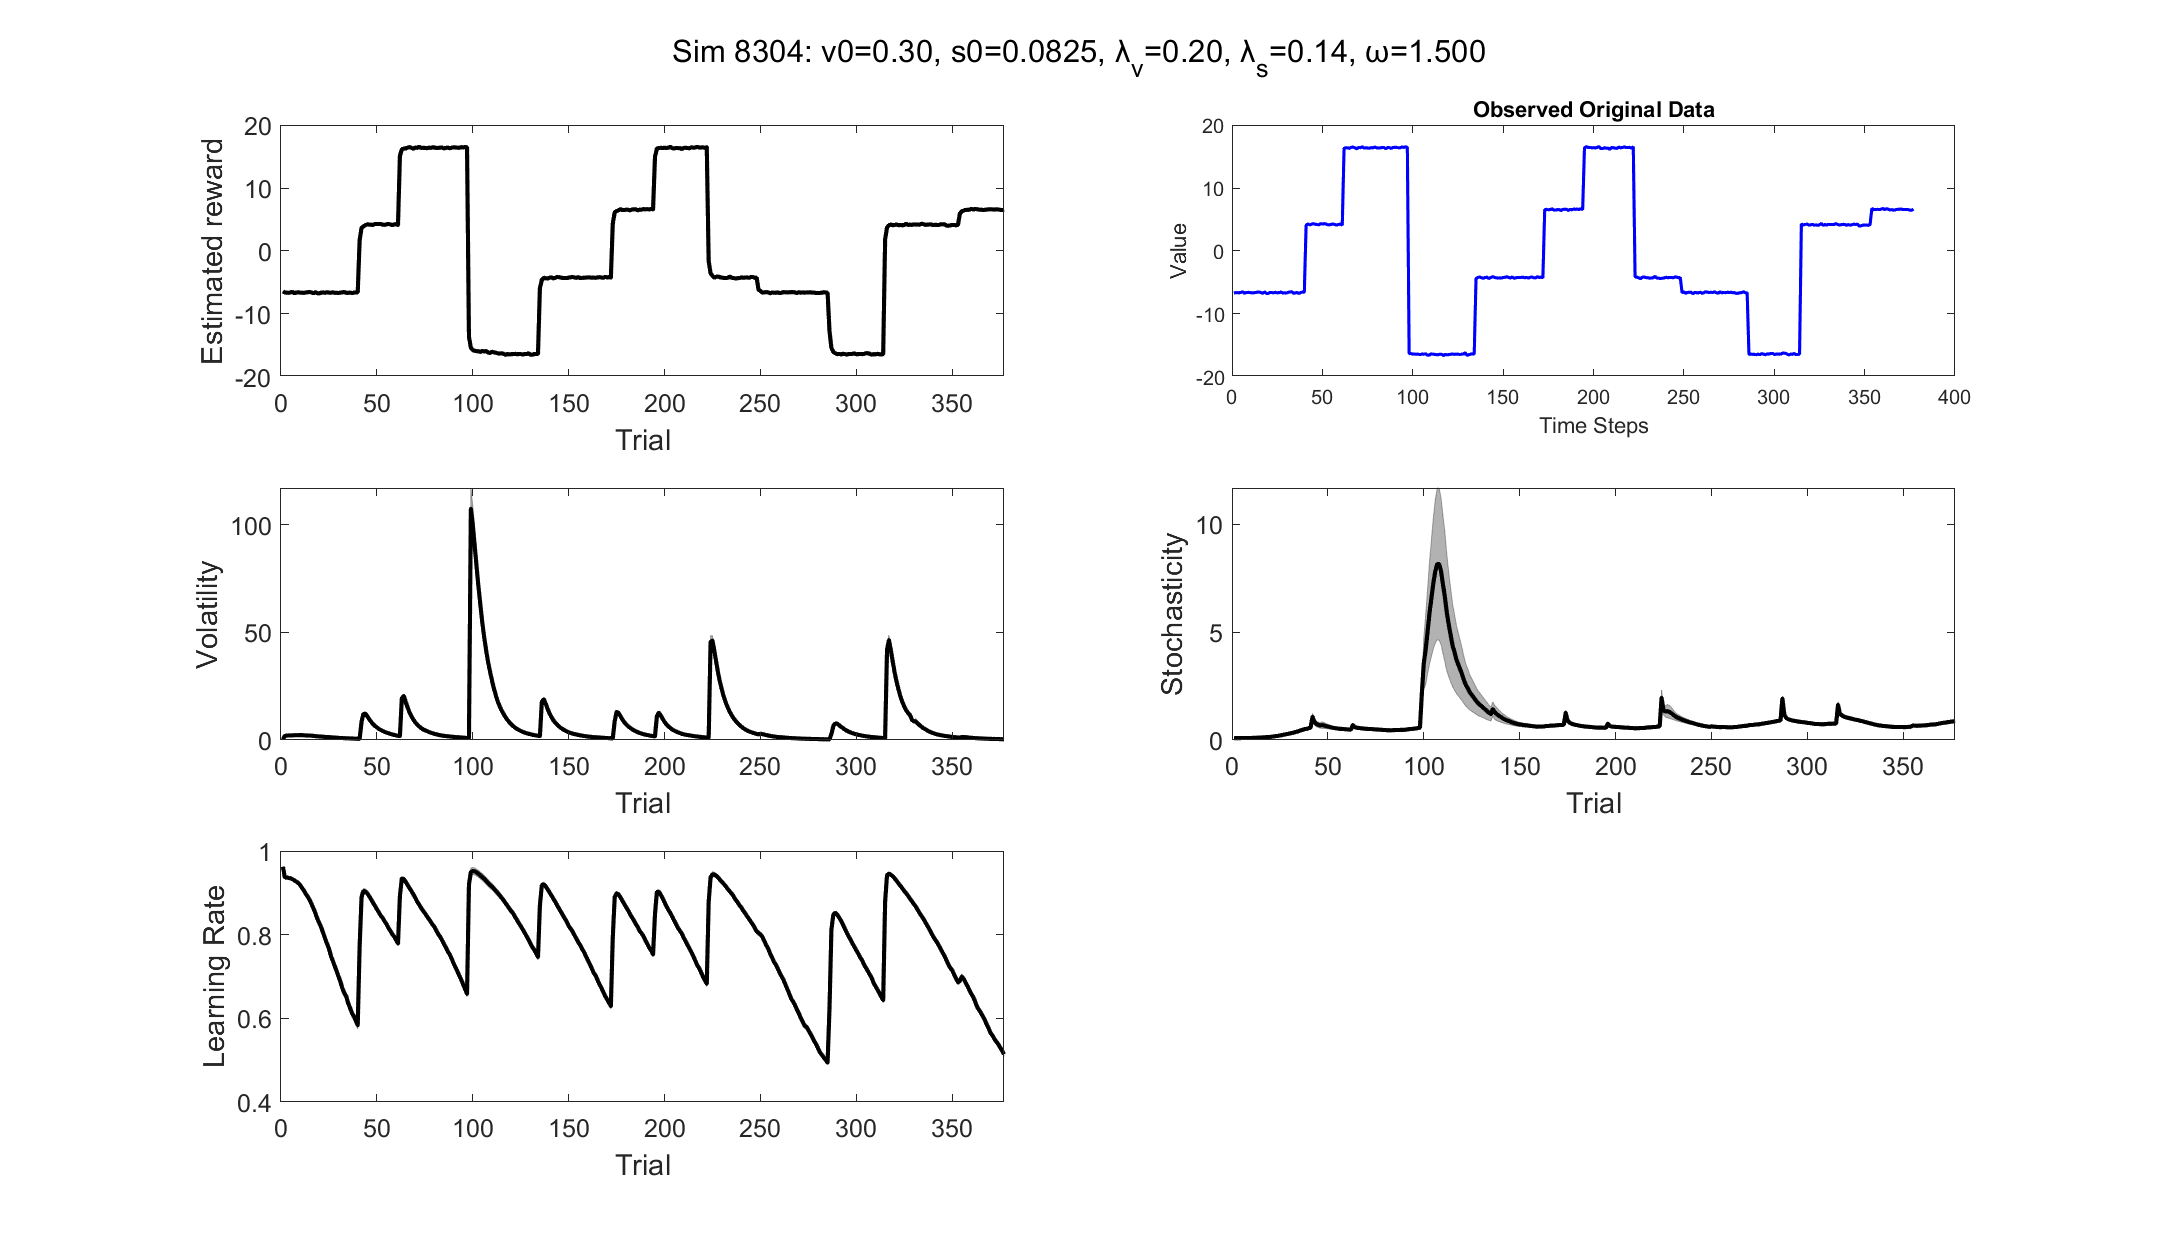 Sim 8304: v0=0.30, s0=0.0825, λv=0.20, λs=0.14, ω=1.500
Estimated reward
20
10
0
-10
-20
0 50 100 150 200 250 300 350
Trial
Observed Original Data
Value
20
10
0
-10
-20
0 50 100 150 200 250 300 350 400
Time Steps
Volatility
100
50
0
0 50 100 150 200 250 300 350
Trial
Stochasticity
10
5
0
0 50 100 150 200 250 300 350
Trial
Learning Rate
1
0.8
0.6
0.4
0 50 100 150 200 250 300 350
Trial